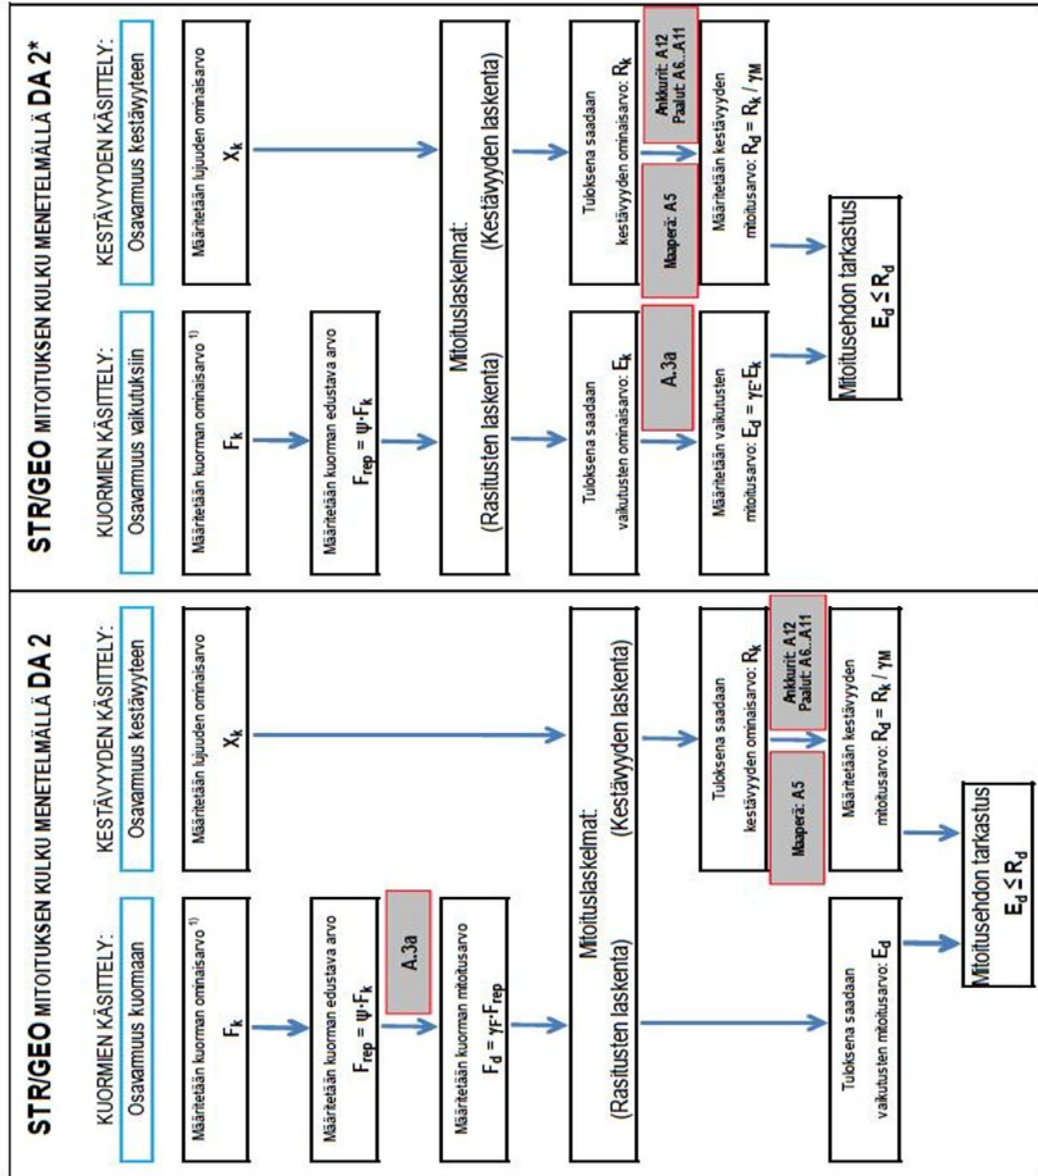 STR/GEO MITOITUKSEN KULKU MENETELMÄLLÄ DA 2
KUORMIEN KÄSITTELY:
Osavarmuus kuormaan
Määritetään kuorman ominaisarvo ¹⁾
Fk
Määritetään kuorman edustava arvo
Frep = ψ·Fk
A.3a
Määritetään kuorman mitoitusarvo
Fd = γF·Frep
KESTÄVYYDEN KÄSITTELY:
Osavarmuus kestävyyteen
Määritetään lujuuden ominaisarvo
Xk
Mitoituslaskelmat:
(Rasitusten laskenta)
(Kestävyyden laskenta)
Tuloksena saadaan
kestävyyden ominaisarvo: Rk
Maaperä: A5
Ankkurit: A12
Paalut: A6...A11
Tuloksena saadaan
vaikutusten mitoitusarvo: Ed
Määritetään kestävyyden
mitoitusarvo: Rd = Rk / γM
Mitoitusehdon tarkastus
Ed ≤ Rd
STR/GEO MITOITUKSEN KULKU MENETELMÄLLÄ DA 2*
KUORMIEN KÄSITTELY:
Osavarmuus vaikutuksiin
Määritetään kuorman ominaisarvo ¹⁾
Fk
Määritetään kuorman edustava arvo
Frep = ψ·Fk
KESTÄVYYDEN KÄSITTELY:
Osavarmuus kestävyyteen
Määritetään lujuuden ominaisarvo
Xk
Mitoituslaskelmat:
(Rasitusten laskenta)
(Kestävyyden laskenta)
Tuloksena saadaan
vaikutusten ominaisarvo: Ek
A.3a
Määritetään vaikutusten
mitoitusarvo: Ed = γE·Ek
Tuloksena saadaan
kestävyyden ominaisarvo: Rk
Maaperä: A5
Ankkurit: A12
Paalut: A6...A11
Määritetään kestävyyden
mitoitusarvo: Rd = Rk / γM
Mitoitusehdon tarkastus
Ed ≤ Rd